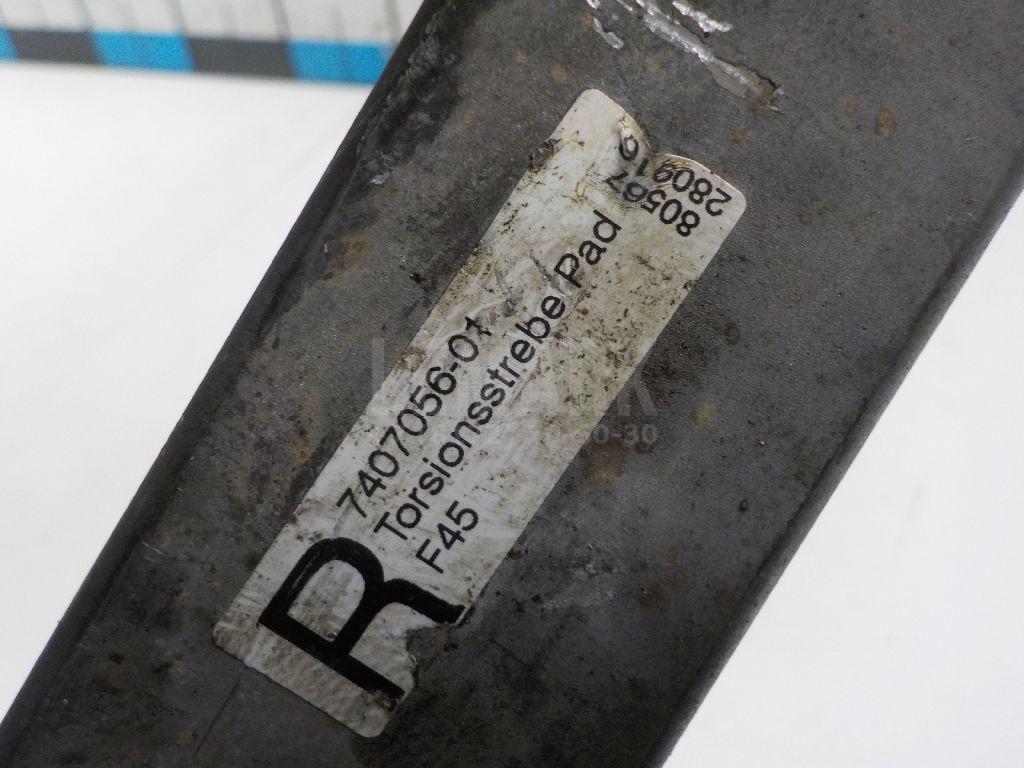 R
7407056-01
Torsionsstrebe Pad
F45
80567
280916